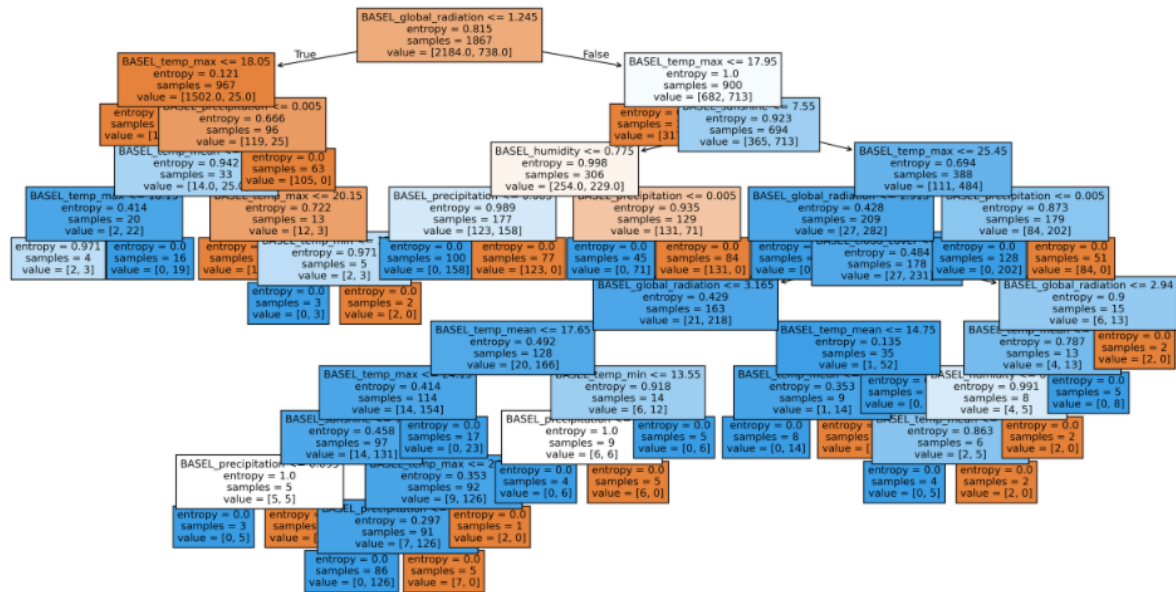 BASEL_global_radiation <= 1.245
entropy = 0.815
samples = 1867
value = [2184.0, 738.0]
True
False
BASEL_temp_max <= 18.05
entropy = 0.121
samples = 967
value = [1502.0, 25.0]
BASEL_temp_max <= 17.95
entropy = 1.0
samples = 900
value = [682, 713]
entropy
samples
<= 0.005
entropy = 0.666
samples = 96
value = [119, 25]
entropy
samples
<= 7.55
entropy = 0.923
samples = 694
value = [365, 713]
entropy = 0.942
samples = 33
value = [14.0, 25.0
entropy = 0.0
samples = 63
value = [105, 0]
BASEL_humidity <= 0.775
entropy = 0.998
samples = 306
value = [254.0, 229.0]
BASEL_temp_max <= 25.45
entropy = 0.694
samples = 388
value = [111, 484]
entropy = 0.414
samples = 20
value = [2, 22]
<= 20.15
entropy = 0.722
samples = 13
value = [12, 3]
entropy = 0.989
samples = 177
value = [123, 158]
<= 0.005
entropy = 0.935
samples = 129
value = [131, 71]
entropy = 0.428
samples = 209
value = [27, 282]
<= 0.005
entropy = 0.873
samples = 179
value = [84, 202]
entropy = 0.971
samples = 4
value = [2, 3]
entropy = 0.0
samples = 16
value = [0, 19]
BASEL_temp_min
entropy = 0.971
samples = 5
value = [2, 3]
entropy = 0.0
samples = 100
value = [0, 158]
entropy = 0.0
samples = 77
value = [123, 0]
entropy = 0.0
samples = 45
value = [0, 71]
entropy = 0.0
samples = 84
value = [131, 0]
entropy = 0.484
samples = 178
value = [27, 231]
entropy = 0.0
samples = 128
value = [0, 202]
entropy = 0.0
samples = 51
value = [84, 0]
entropy = 0.0
samples = 3
value = [0, 3]
entropy = 0.0
samples = 2
value = [2, 0]
BASEL_global_radiation <= 3.165
entropy = 0.429
samples = 163
value = [21, 218]
BASEL_global_radiation <= 2.94
entropy = 0.9
samples = 15
value = [6, 13]
BASEL_temp_mean <= 17.65
entropy = 0.492
samples = 128
value = [20, 166]
BASEL_temp_mean <= 14.75
entropy = 0.135
samples = 35
value = [1, 52]
BASEL_temp_mean
entropy = 0.787
samples = 13
value = [4, 13]
entropy = 0.0
samples = 2
value = [2, 0]
BASEL_temp_max
entropy = 0.414
samples = 114
value = [14, 154]
BASEL_temp_min <= 13.55
entropy = 0.918
samples = 14
value = [6, 12]
entropy = 0.353
samples = 9
value = [1, 14]
entropy = 0.991
samples = 8
value = [4, 5]
entropy = 0.0
samples = 5
value = [0, 8]
entropy = 0.458
samples = 97
value = [14, 131]
entropy = 0.0
samples = 17
value = [0, 23]
entropy = 1.0
samples = 9
value = [6, 6]
entropy = 0.0
samples = 5
value = [0, 6]
entropy = 0.0
samples = 8
value = [0, 14]
entropy = 0.863
samples = 6
value = [2, 5]
entropy = 0.0
samples = 2
value = [2, 0]
BASEL_precipitation
entropy = 1.0
samples = 5
value = [5, 5]
BASEL_temp_max
entropy = 0.353
samples = 92
value = [9, 126]
entropy = 0.0
samples = 4
value = [0, 6]
entropy = 0.0
samples = 5
value = [6, 0]
entropy = 0.0
samples = 4
value = [0, 5]
entropy = 0.0
samples = 2
value = [2, 0]
entropy = 0.0
samples = 3
value = [0, 5]
entropy = 0.297
samples = 91
value = [7, 126]
entropy = 0.0
samples = 1
value = [2, 0]
entropy = 0.0
samples = 86
value = [0, 126]
entropy = 0.0
samples = 5
value = [7, 0]